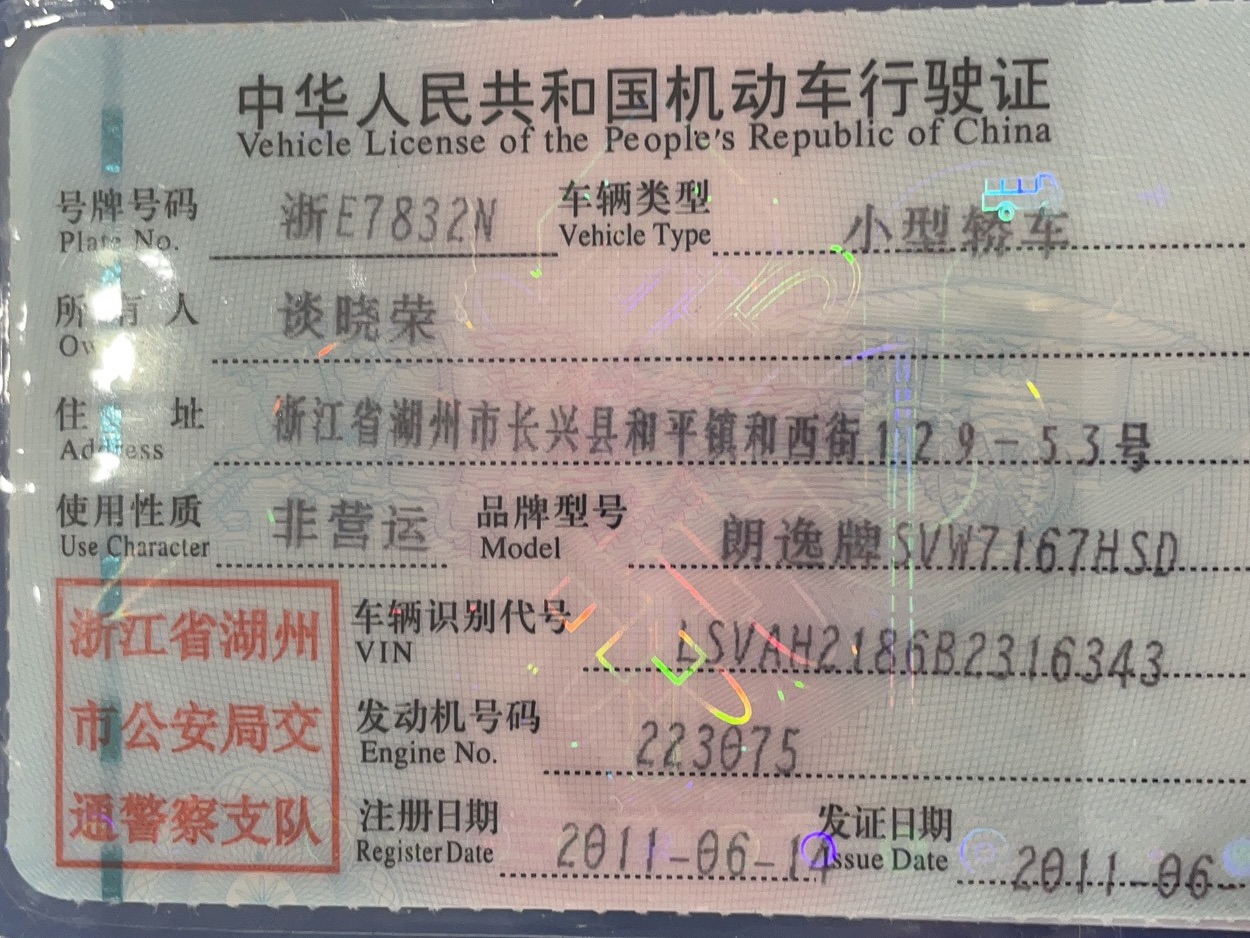 中华人民共和国机动车行驶证
Vehicle License of the People's Republic of China
号牌号码 浙E7832N 车辆类型 小型轿车
Plate No. Vehicle Type
所有人 谈晓荣
住址 浙江省湖州市长兴县和平镇和西街129-53号
Address
使用性质 非营运 品牌型号 朗逸牌SVW7167HSD
Use Character Model
浙江省湖州
市公安局交
通警察支队
车辆识别代号 LSVAH2186B2316343
VIN
发动机号码 223075
Engine No.
注册日期 2011-06-14 发证日期 2011-06-
Register Date Issue Date